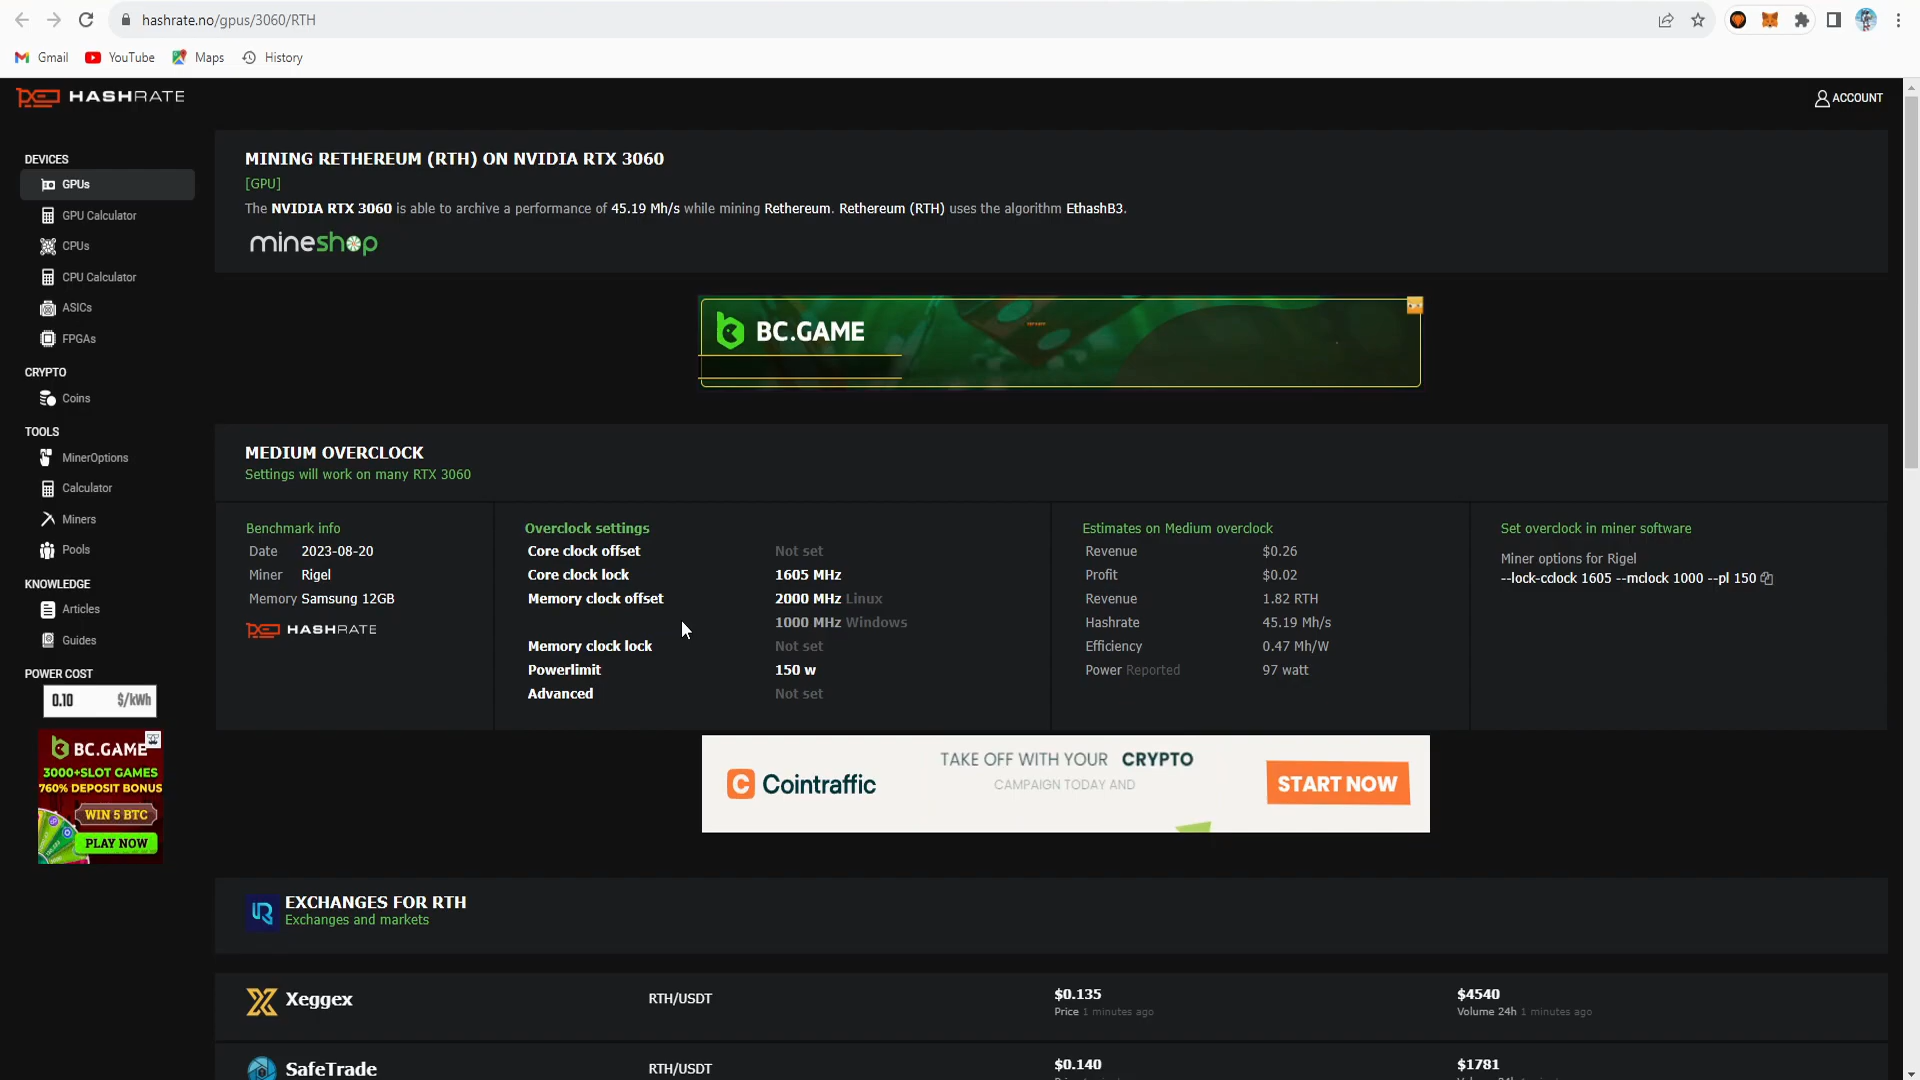 hashrate.no/gpus/3060/RTH
Gmail
YouTube
Maps
History
HASHRATE
ACCOUNT
DEVICES
GPUs
GPU Calculator
CPUs
CPU Calculator
ASICs
FPGAs
CRYPTO
Coins
TOOLS
MinerOptions
Calculator
Miners
Pools
KNOWLEDGE
Articles
Guides
POWER COST
0.10 $/kWh
BC.GAME
3000+SLOT GAMES
760% DEPOSIT BONUS
WIN 5 BTC
PLAY NOW
MINING RETHEREUM (RTH) ON NVIDIA RTX 3060
[GPU]
The NVIDIA RTX 3060 is able to archive a performance of 45.19 Mh/s while mining Rethereum. Rethereum (RTH) uses the algorithm EthashB3.
mineshop
BC.GAME
MEDIUM OVERCLOCK
Settings will work on many RTX 3060
Benchmark info
Date 2023-08-20
Miner Rigel
Memory Samsung 12GB
HASHRATE
Overclock settings
Core clock offset Not set
Core clock lock 1605 MHz
Memory clock offset 2000 MHz Linux
1000 MHz Windows
Memory clock lock Not set
Powerlimit 150 w
Advanced Not set
Estimates on Medium overclock
Revenue $0.26
Profit $0.02
Revenue 1.82 RTH
Hashrate 45.19 Mh/s
Efficiency 0.47 Mh/W
Power Reported 97 watt
Set overclock in miner software
Miner options for Rigel
--lock-cclock 1605 --mclock 1000 --pl 150
Cointraffic
TAKE OFF WITH YOUR CRYPTO
CAMPAIGN TODAY AND
START NOW
EXCHANGES FOR RTH
Exchanges and markets
Xeggex RTH/USDT $0.135 $4540
Price 1 minutes ago Volume 24h 1 minutes ago
SafeTrade RTH/USDT $0.140 $1781